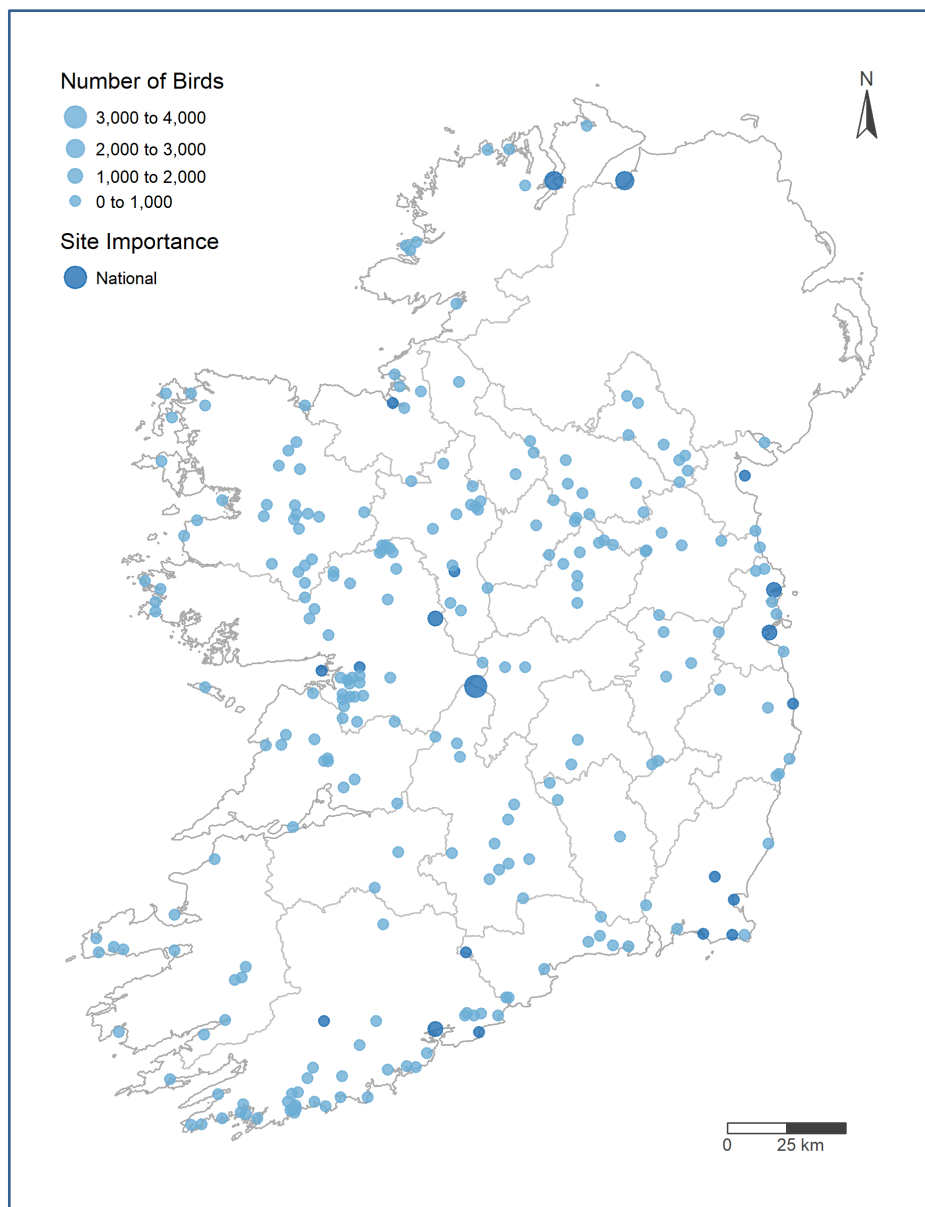 Number of Birds
3,000 to 4,000
2,000 to 3,000
1,000 to 2,000
0 to 1,000
Site Importance
National
N
0 25 km